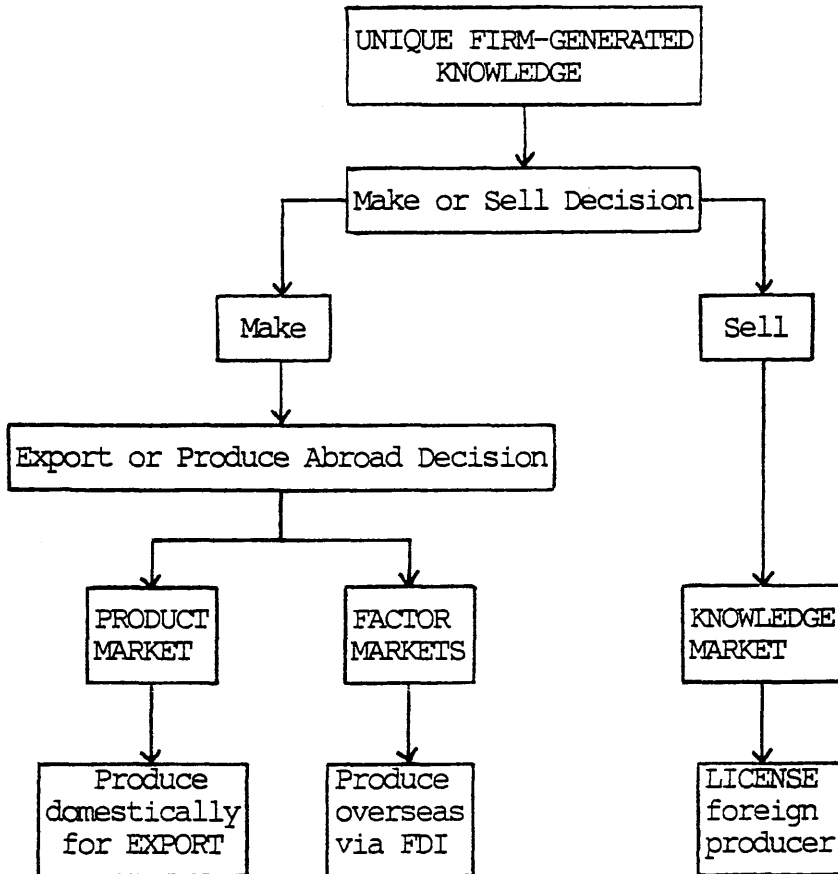 UNIQUE FIRM-GENERATED
KNOWLEDGE
Make or Sell Decision
Make
Sell
Export or Produce Abroad Decision
PRODUCT
MARKET
FACTOR
MARKETS
KNOWLEDGE
MARKET
Produce
domestically
for EXPORT
Produce
overseas
via FDI
LICENSE
foreign
producer